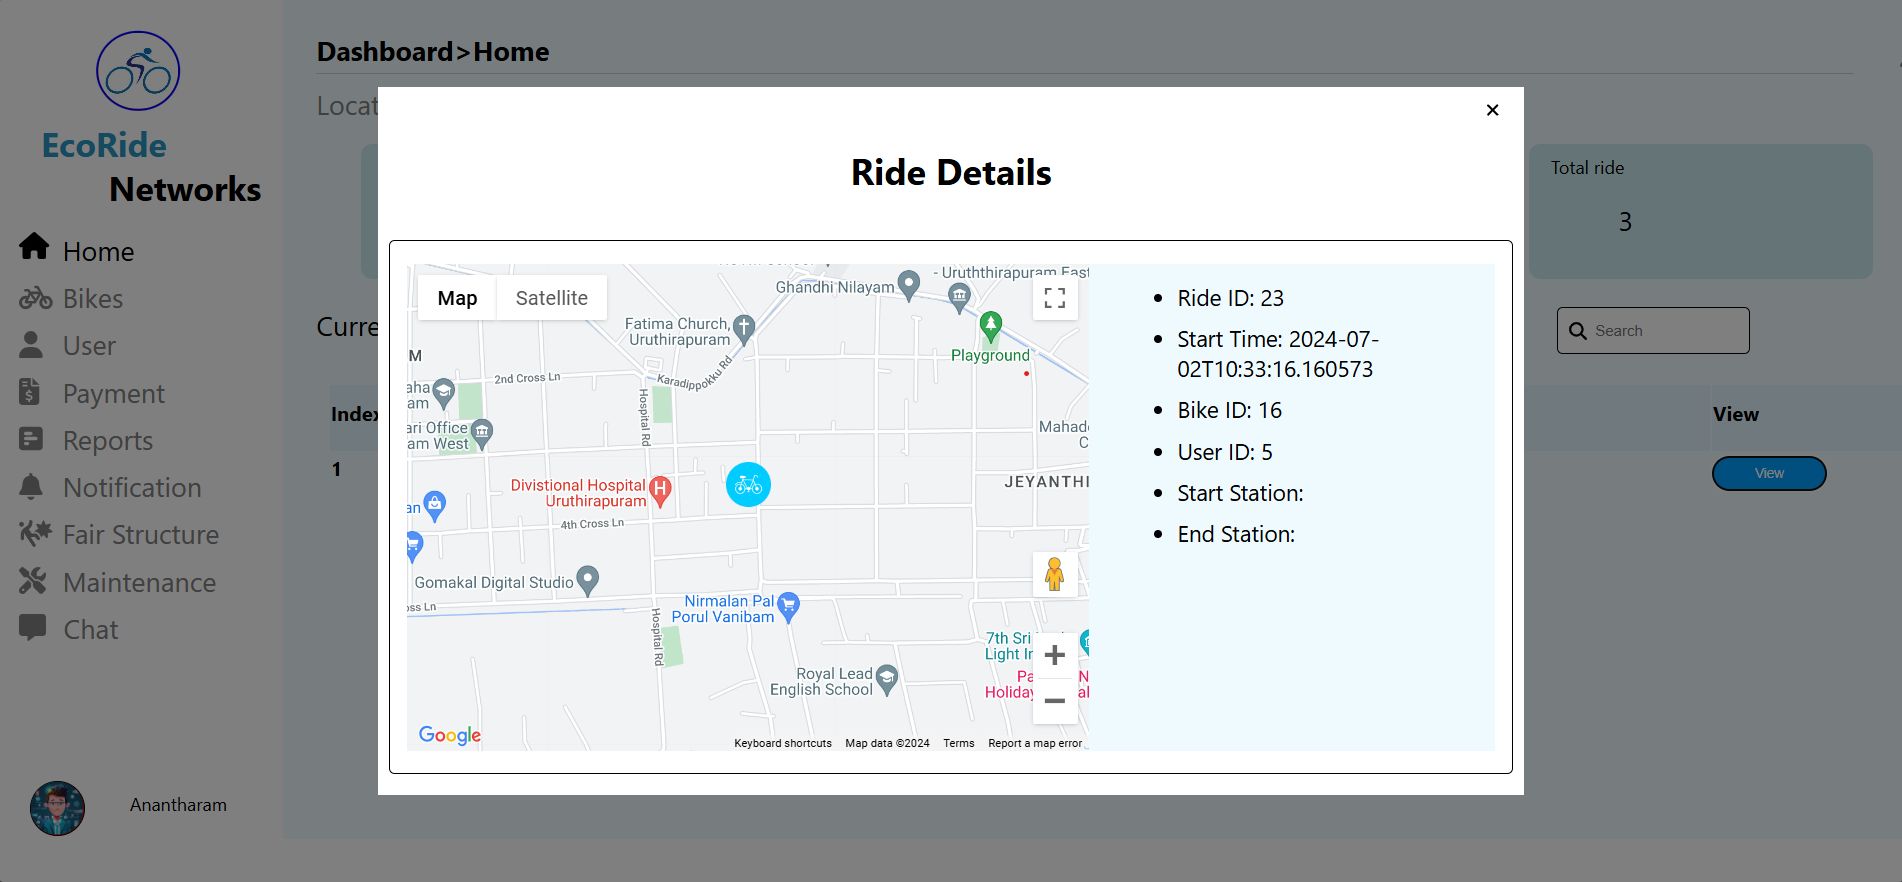 EcoRide
Networks
Home
Bikes
User
Payment
Reports
Notification
Fair Structure
Maintenance
Chat
Anantharam
Dashboard>Home
Locat
Total ride
3
Curre
Search
Index
View
1
View
×
Ride Details
Map
Satellite
Ghandhi Nilayam
- Uruththirapuram East
Fatima Church,
Uruthirapuram
Playground
M
2nd Cross Ln
Karadippokku Rd
aha
am
Hospital Rd
ari Office
am West
Mahade
C
Divistional Hospital
Uruthirapuram
H
JEYANTHI
an
4th Cross Ln
Gomakal Digital Studio
oss Ln
Nirmalan Pal
Porul Vanibam
Hospital Rd
7th Sri
Light In
Pa N
Holiday al
Royal Lead
English School
Google
Keyboard shortcuts
Map data ©2024
Terms
Report a map error
• Ride ID: 23
• Start Time: 2024-07-
02T10:33:16.160573
• Bike ID: 16
• User ID: 5
• Start Station:
• End Station: